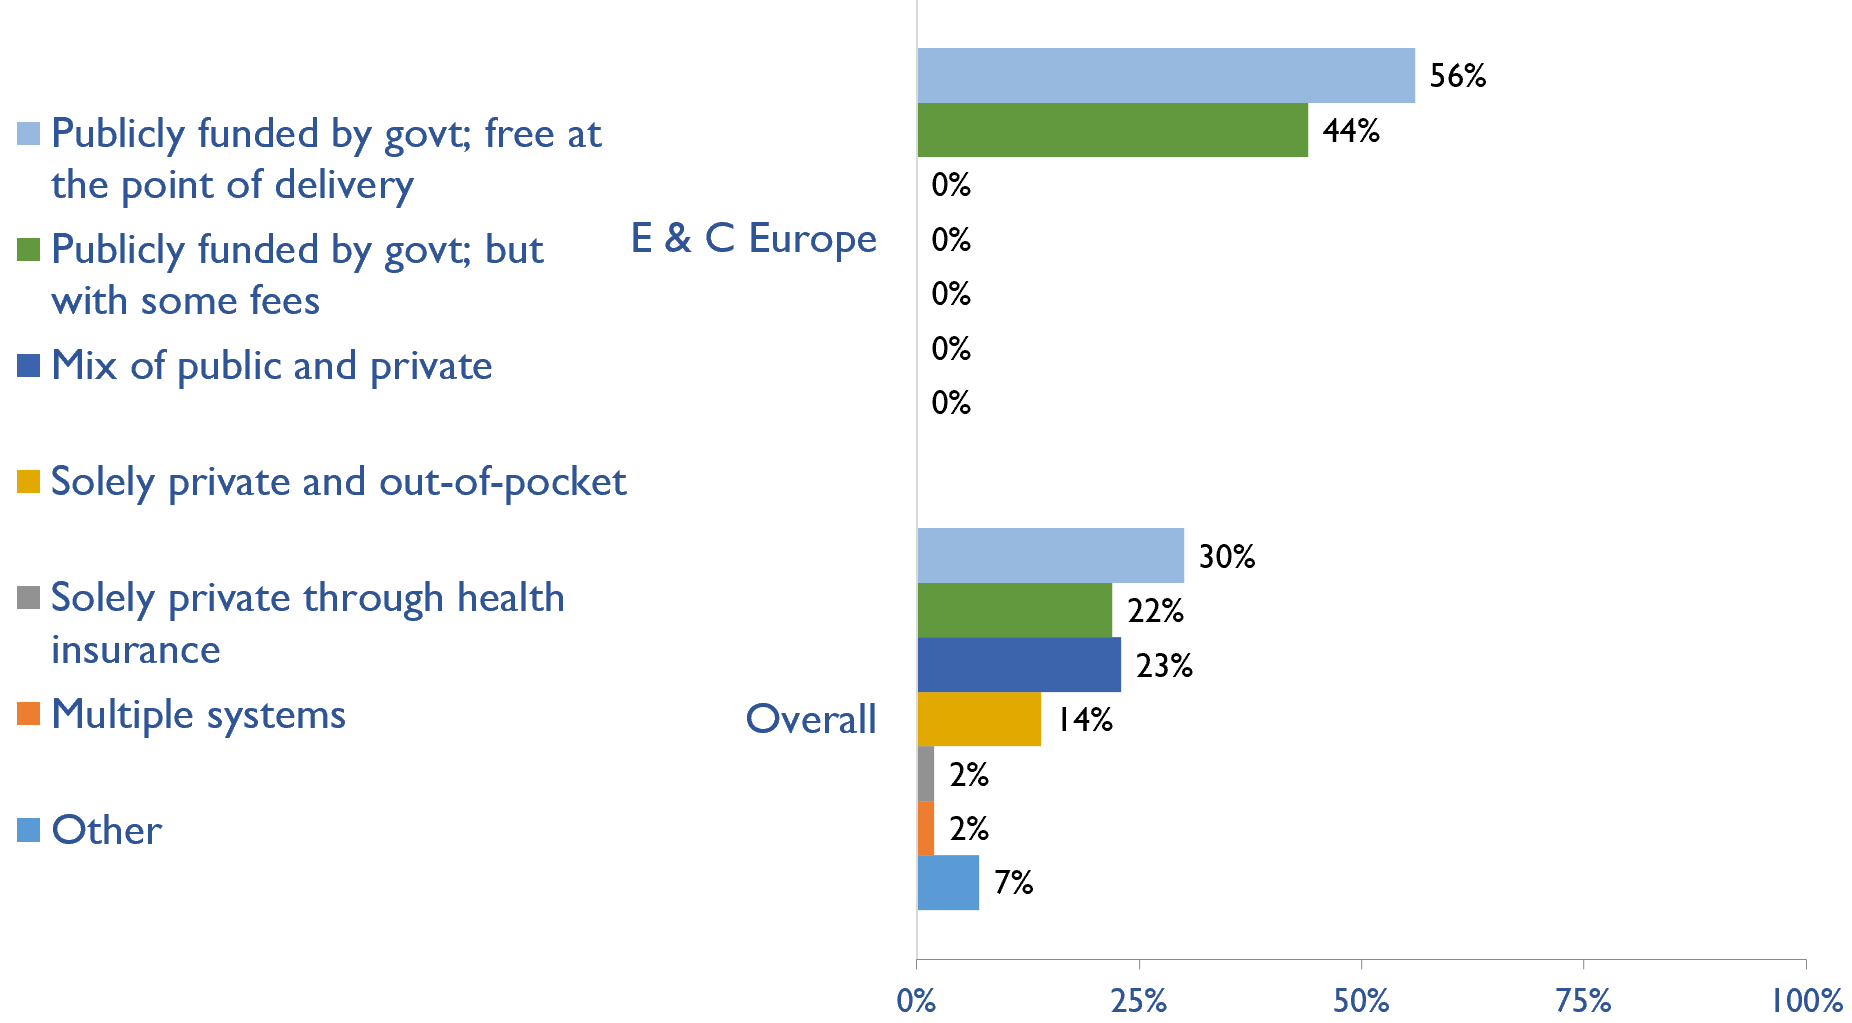 Publicly funded by govt; free at
the point of delivery
Publicly funded by govt; but
with some fees
Mix of public and private
Solely private and out-of-pocket
Solely private through health
insurance
Multiple systems
Other
E & C Europe
56%
44%
0%
0%
0%
0%
0%
Overall
30%
22%
23%
14%
2%
2%
7%
0% 25% 50% 75% 100%